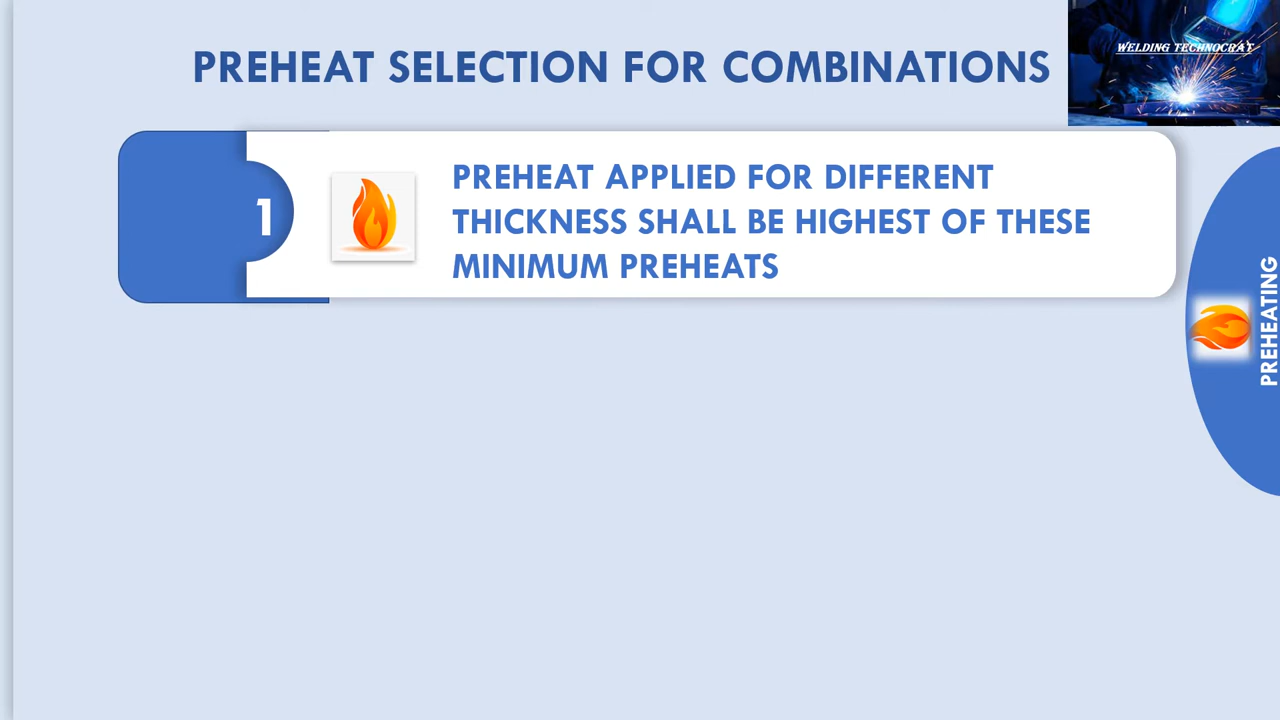 PREHEAT SELECTION FOR COMBINATIONS
WELDING TECHNOCRAT
1
PREHEAT APPLIED FOR DIFFERENT
THICKNESS SHALL BE HIGHEST OF THESE
MINIMUM PREHEATS
PREHEATING